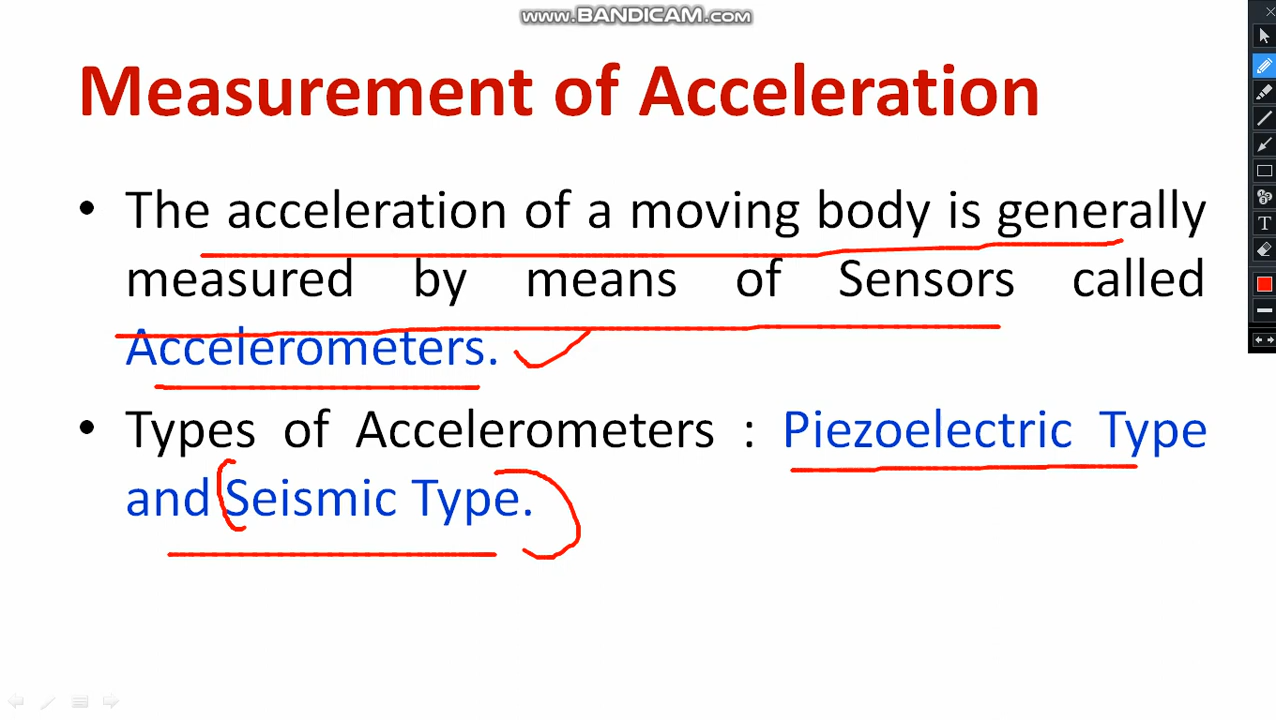 www.BANDICAM.com
Measurement of Acceleration
• The acceleration of a moving body is generally
measured by means of Sensors called
Accelerometers.
• Types of Accelerometers : Piezoelectric Type
and Seismic Type.